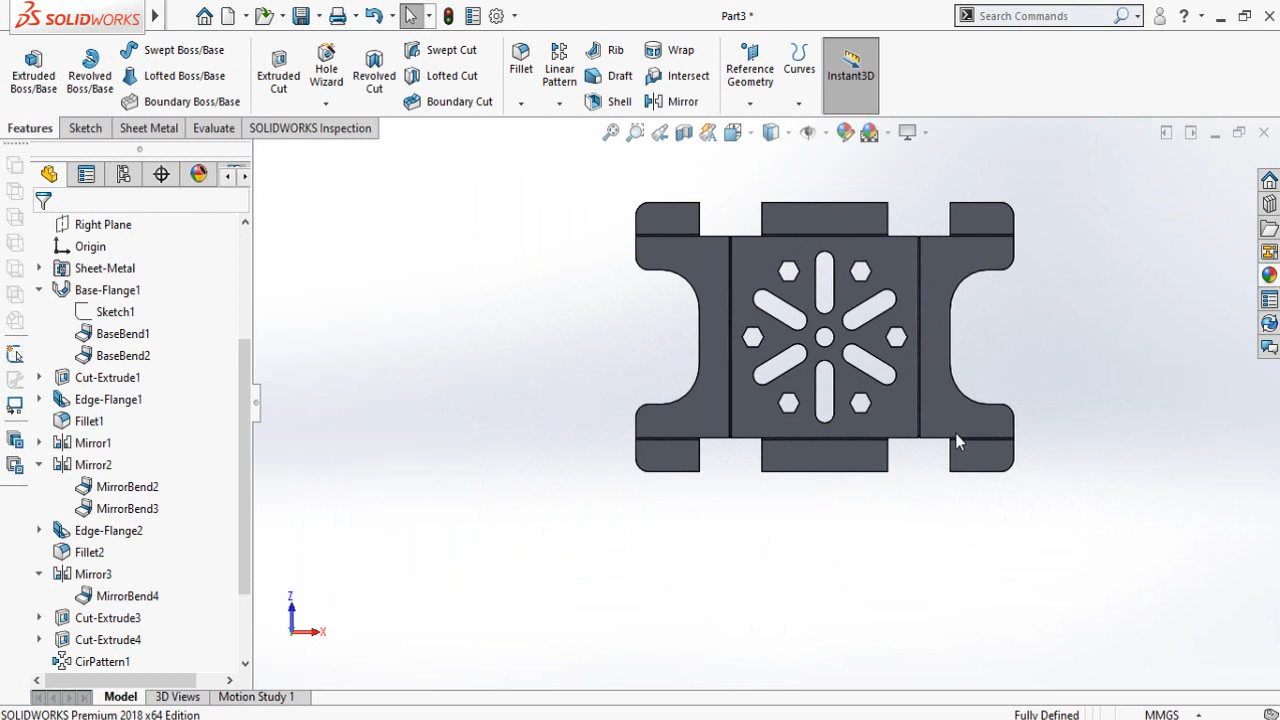 SOLIDWORKS
Part3 *
Search Commands
Extruded Boss/Base
Revolved Boss/Base
Swept Boss/Base
Lofted Boss/Base
Boundary Boss/Base
Extruded Cut
Hole Wizard
Revolved Cut
Swept Cut
Lofted Cut
Boundary Cut
Fillet
Linear Pattern
Rib
Draft
Shell
Wrap
Intersect
Mirror
Reference Geometry
Curves
Instant3D
Features
Sketch
Sheet Metal
Evaluate
SOLIDWORKS Inspection
Right Plane
Origin
Sheet-Metal
Base-Flange1
Sketch1
BaseBend1
BaseBend2
Cut-Extrude1
Edge-Flange1
Fillet1
Mirror1
Mirror2
MirrorBend2
MirrorBend3
Edge-Flange2
Fillet2
Mirror3
MirrorBend4
Cut-Extrude3
Cut-Extrude4
CirPattern1
Z
X
Model
3D Views
Motion Study 1
SOLIDWORKS Premium 2018 x64 Edition
Fully Defined
MMGS